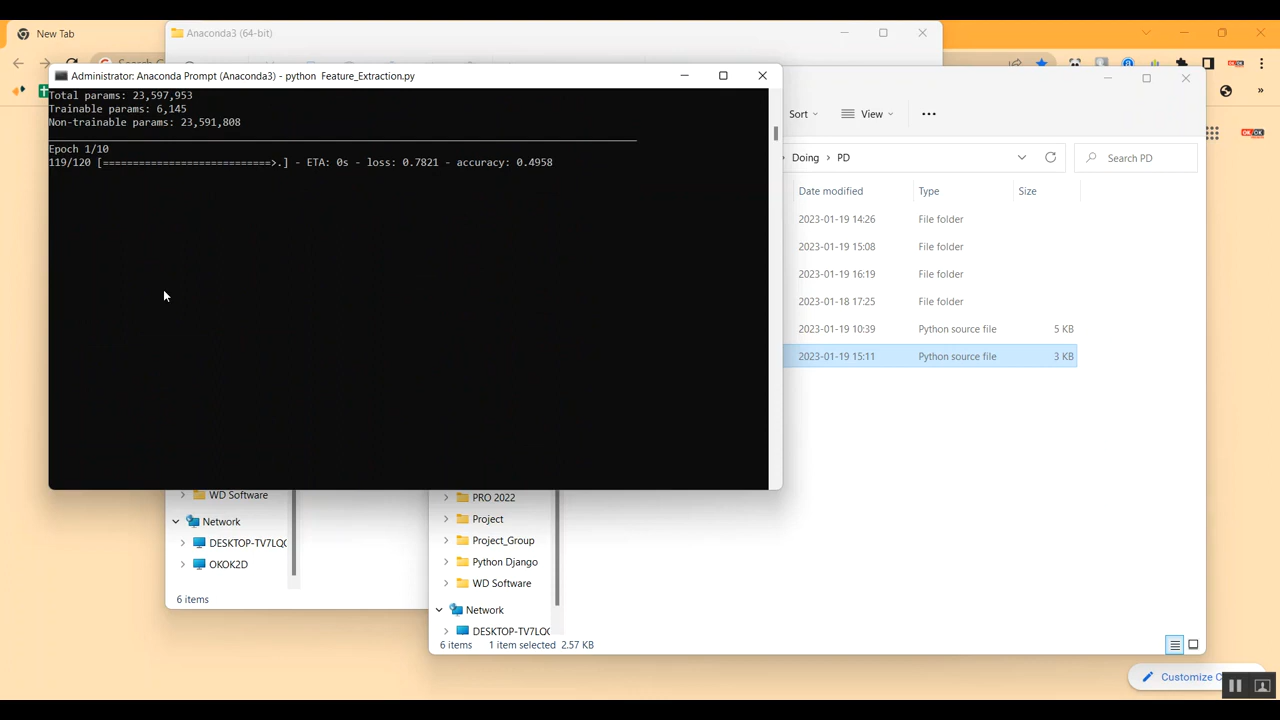 New Tab
Anaconda3 (64-bit)
Administrator: Anaconda Prompt (Anaconda3) - python Feature_Extraction.py
Total params: 23,597,953
Trainable params: 6,145
Non-trainable params: 23,591,808
Epoch 1/10
119/120 [============================>.] - ETA: 0s - loss: 0.7821 - accuracy: 0.4958
Sort
View
Doing > PD
Search PD
Date modified Type Size
2023-01-19 14:26 File folder
2023-01-19 15:08 File folder
2023-01-19 16:19 File folder
2023-01-18 17:25 File folder
2023-01-19 10:39 Python source file 5 KB
2023-01-19 15:11 Python source file 3 KB
WD Software
Network
DESKTOP-TV7LQ
OKOK2D
6 items
PRO 2022
Project
Project_Group
Python Django
WD Software
Network
DESKTOP-TV7LQ
6 items 1 item selected 2.57 KB
Customize C